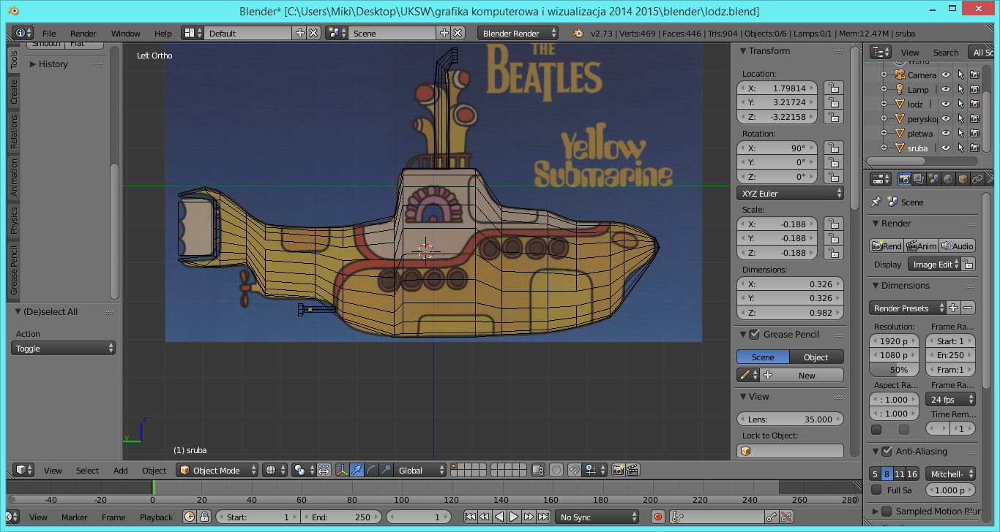 Blender* [C:\Users\Miki\Desktop\UKSW\grafika komputerowa i wizualizacja 2014 2015\blender\lodz.blend]
File Render Window Help Default Scene Blender Render v2.73 | Verts:469 | Faces:446 | Tris:904 | Objects:0/6 | Lamps:0/1 | Mem:12.47M | sruba
Smooth Flat
History
Tools
Create
Relations
Animation
Physics
Grease Pencil
(De)select All
Action
Toggle
Left Ortho
THE
BEATLES
Yellow
Submarine
z
y
(1) sruba
Transform
Location:
X: 1.79814
Y: 3.21724
Z: -3.22158
Rotation:
X: 90°
Y: 0°
Z: 0°
XYZ Euler
Scale:
X: -0.188
Y: -0.188
Z: -0.188
Dimensions:
X: 0.326
Y: 0.326
Z: 0.982
Grease Pencil
Scene Object
New
View
Lens: 35.000
Lock to Object:
View Search All Sc
World
Camera
Lamp
lodz
perysko
pletwa
sruba
Scene
Render
Rend Anim Audio
Display Image Edit
Dimensions
Render Presets
Resolution: Frame Ra...
1920 p Start: 1
1080 p En:250
50% Fram:1
Aspect Ra... Frame Ra...
: 1.000 24 fps
: 1.000 Time Rem...
1
Anti-Aliasing
5 8 11 16 Mitchell-
Full Sa 1.000 p
Sampled Motion Blur
View Select Add Object Object Mode Global
-40 -20 0 20 40 60 80 100 120 140 160 180 200 220 240 260 280
View Marker Frame Playback Start: 1 End: 250 1 No Sync